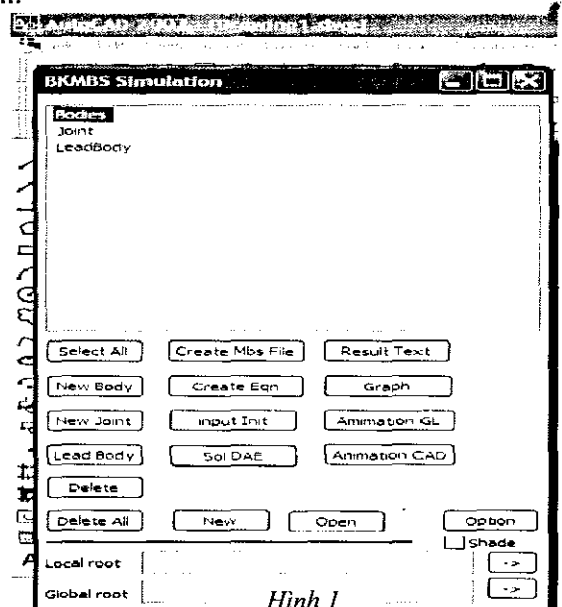 BKMBS Simulation
Bodies
Joint
LeadBody
Select All Create Mbs File Result Text
New Body Create Eqn Graph
New Joint input Init Animation GL
Lead Body Sol DAE Animation CAD
Delete
Delete All New Open Option
Shade
Local root ->
Global root ->
Hình 1